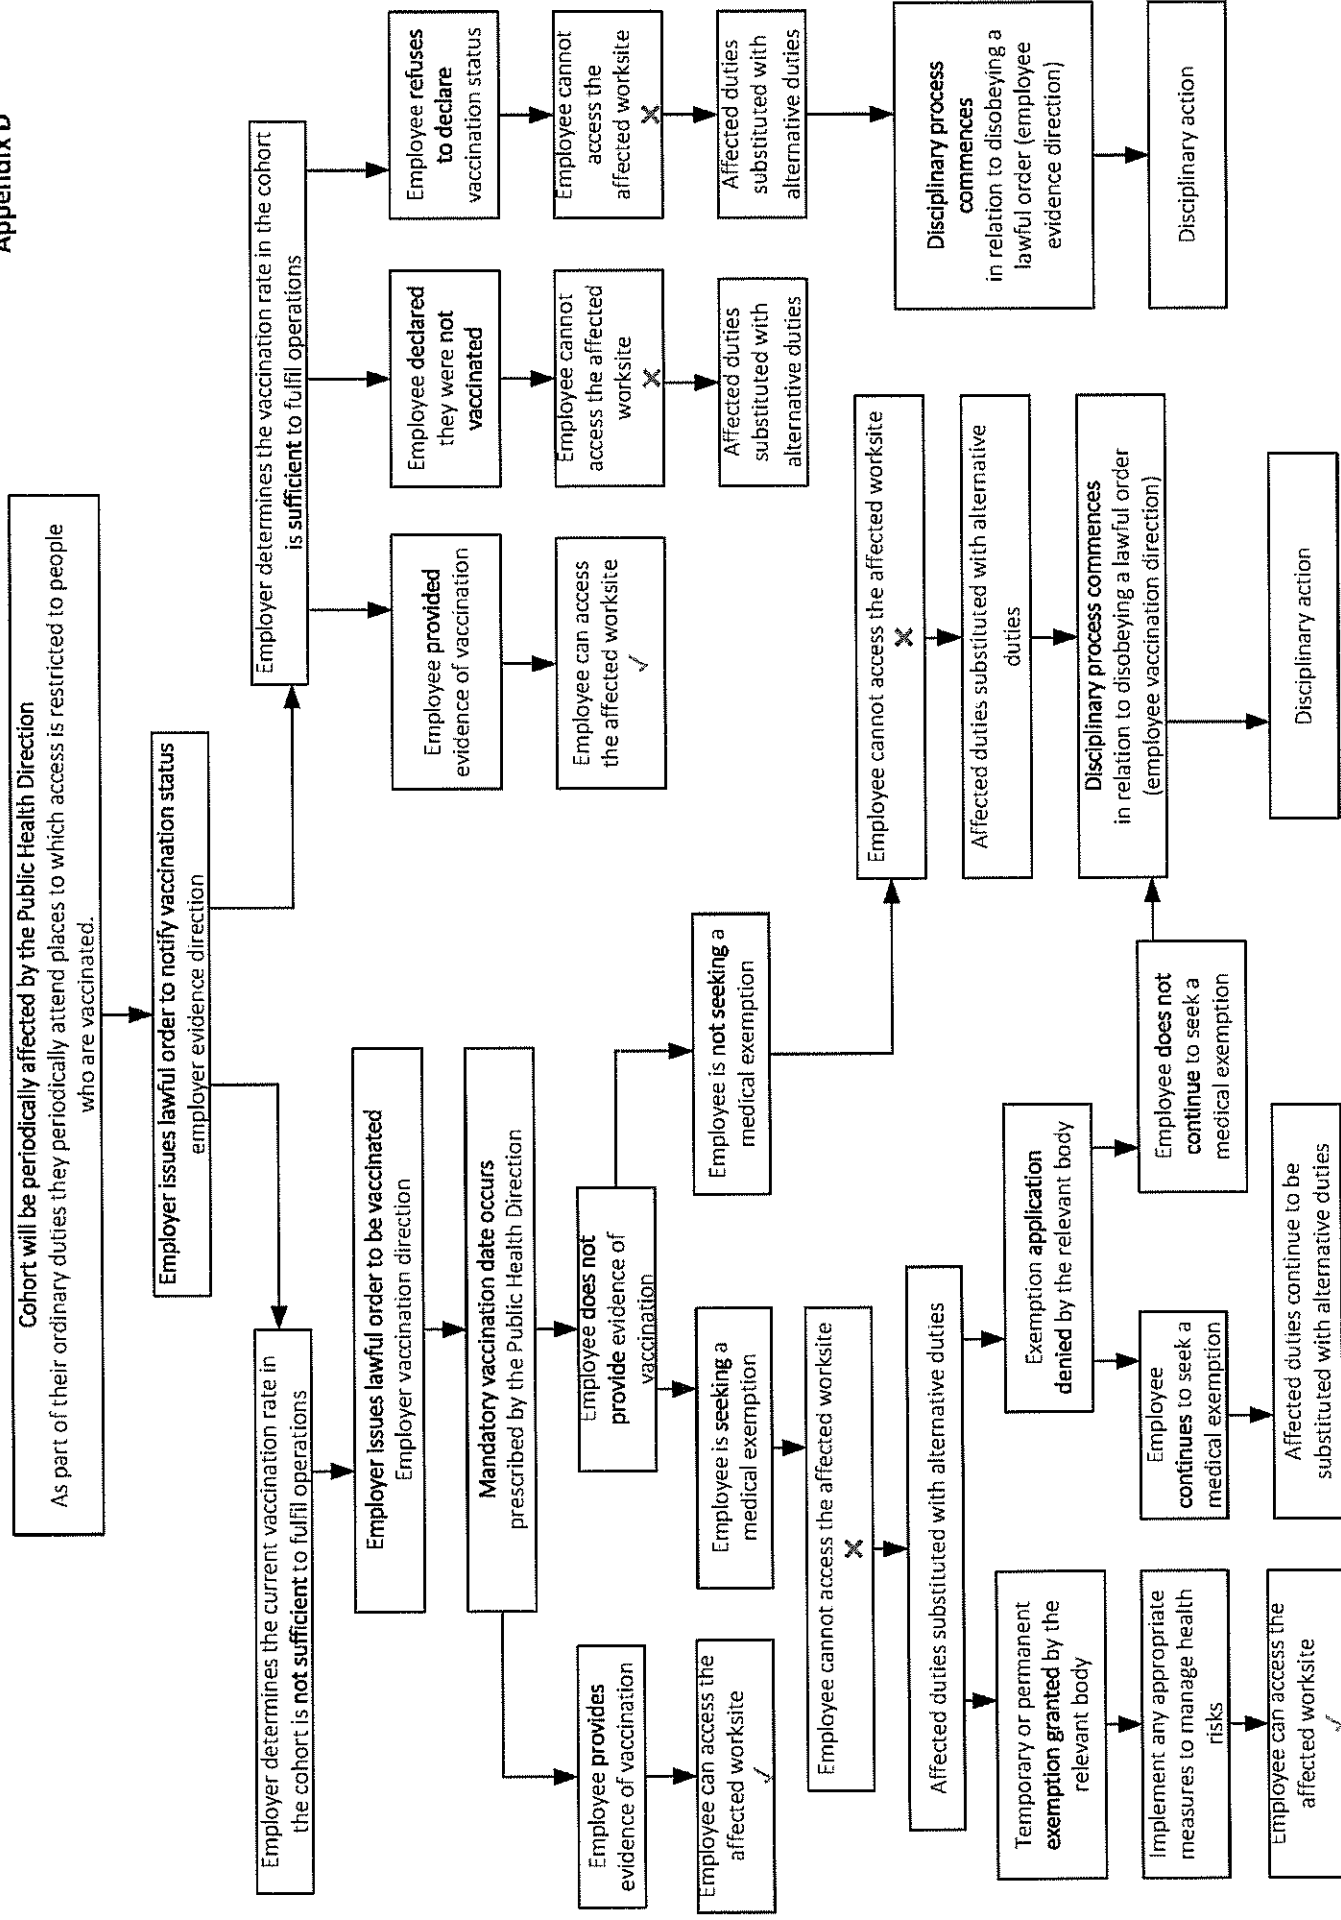 Appendix D
Cohort will be periodically affected by the Public Health Direction
As part of their ordinary duties they periodically attend places to which access is restricted to people
who are vaccinated.
Employer issues lawful order to notify vaccination status
employer evidence direction
Employer determines the current vaccination rate in
the cohort is not sufficient to fulfil operations
Employer issues lawful order to be vaccinated
Employer vaccination direction
Mandatory vaccination date occurs
prescribed by the Public Health Direction
Employee provides
evidence of vaccination
Employee can access the
affected worksite
✓
Employee does not
provide evidence of
vaccination
Employee is seeking a
medical exemption
Employee cannot access the affected worksite
✗
Affected duties substituted with alternative duties
Temporary or permanent
exemption granted by the
relevant body
Implement any appropriate
measures to manage health
risks
Employee can access the
affected worksite
✓
Exemption application
denied by the relevant body
Employee
continues to seek a
medical exemption
Affected duties continue to be
substituted with alternative duties
Employee does not
continue to seek a
medical exemption
Employee is not seeking a
medical exemption
Employee cannot access the affected worksite
✗
Affected duties substituted with alternative
duties
Disciplinary process commences
in relation to disobeying a lawful order
(employee vaccination direction)
Disciplinary action
Employer determines the vaccination rate in the cohort
is sufficient to fulfil operations
Employee provided
evidence of vaccination
Employee can access
the affected worksite
✓
Employee declared
they were not
vaccinated
Employee cannot
access the affected
worksite
✗
Affected duties
substituted with
alternative duties
Employee refuses
to declare
vaccination status
Employee cannot
access the
affected worksite
✗
Affected duties
substituted with
alternative duties
Disciplinary process
commences
in relation to disobeying a
lawful order (employee
evidence direction)
Disciplinary action